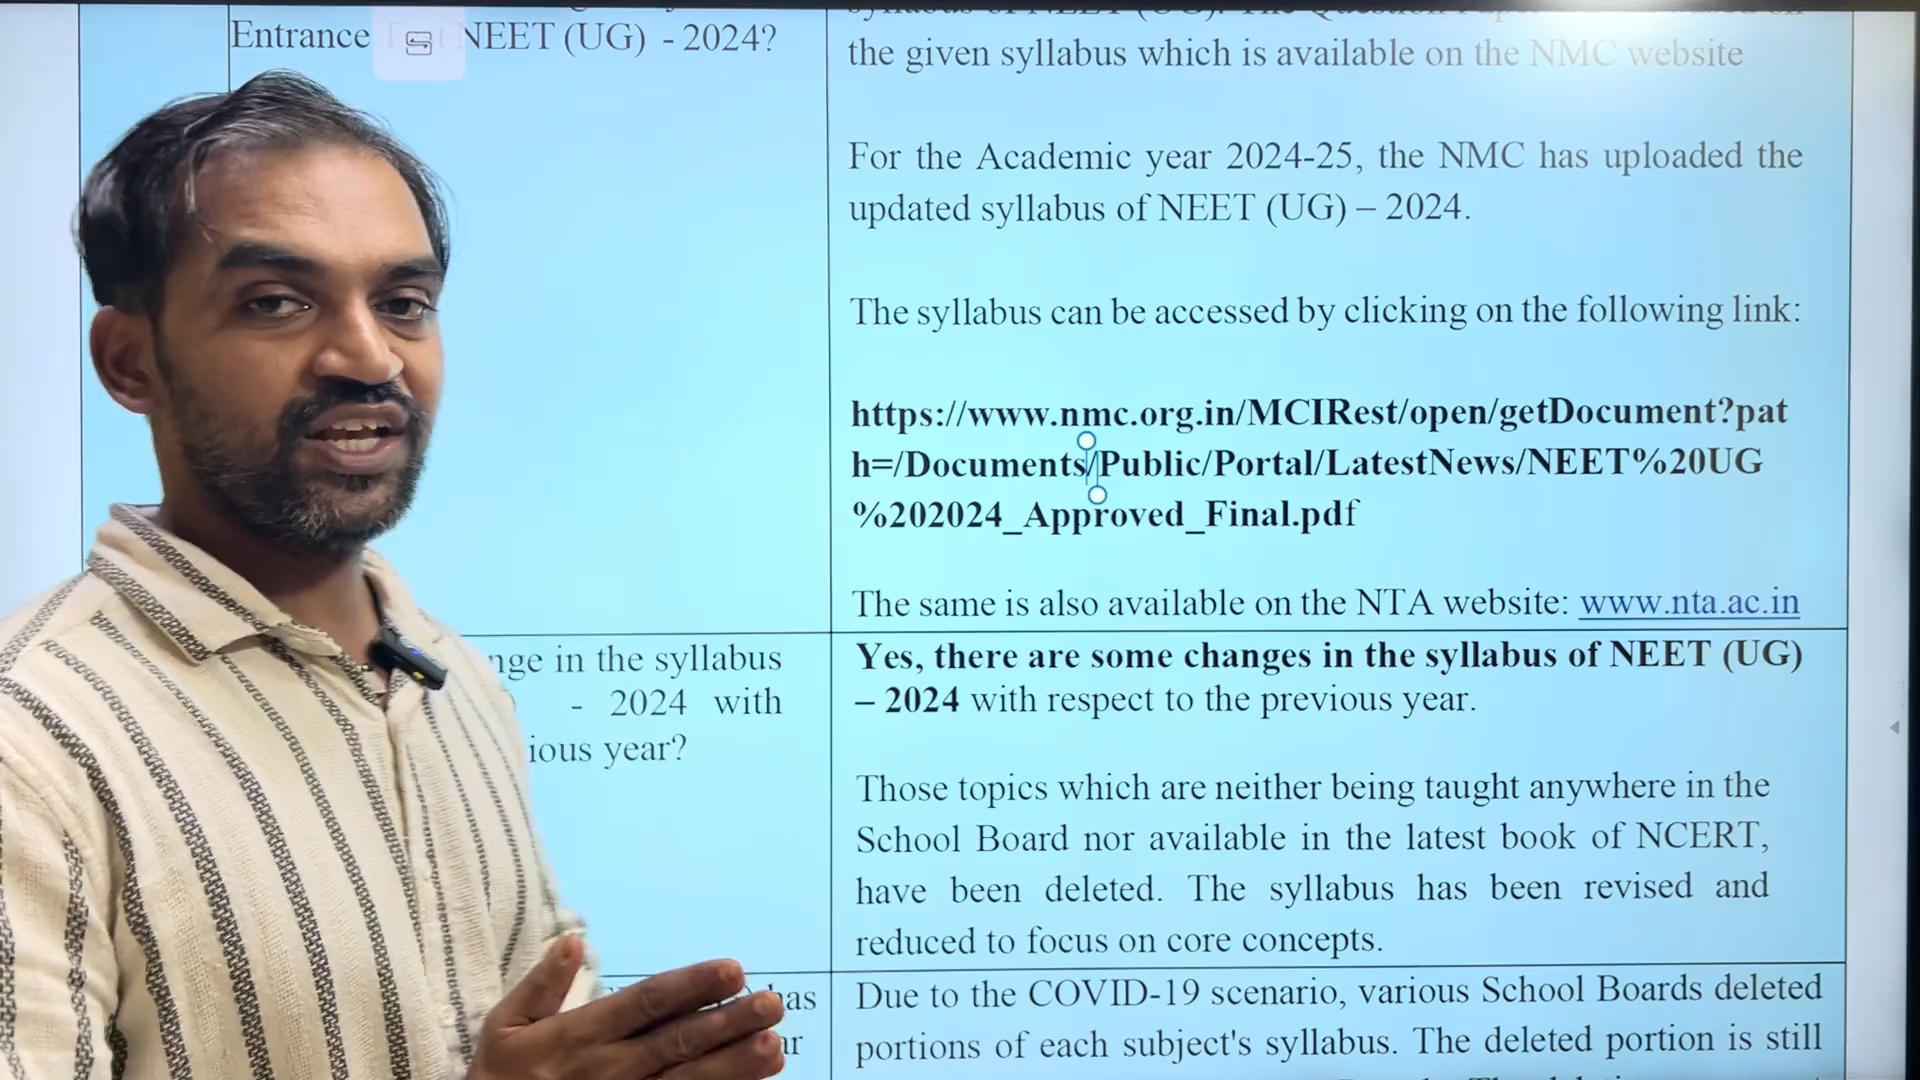 Entrance NEET (UG) - 2024?
the given syllabus which is available on the NMC website
For the Academic year 2024-25, the NMC has uploaded the
updated syllabus of NEET (UG) – 2024.
The syllabus can be accessed by clicking on the following link:
https://www.nmc.org.in/MCIRest/open/getDocument?pat
h=/Documents/Public/Portal/LatestNews/NEET%20UG
%202024_Approved_Final.pdf
The same is also available on the NTA website: www.nta.ac.in
nge in the syllabus
- 2024 with
ious year?
Yes, there are some changes in the syllabus of NEET (UG)
– 2024 with respect to the previous year.
Those topics which are neither being taught anywhere in the
School Board nor available in the latest book of NCERT,
have been deleted. The syllabus has been revised and
reduced to focus on core concepts.
has
ar
Due to the COVID-19 scenario, various School Boards deleted
portions of each subject's syllabus. The deleted portion is still